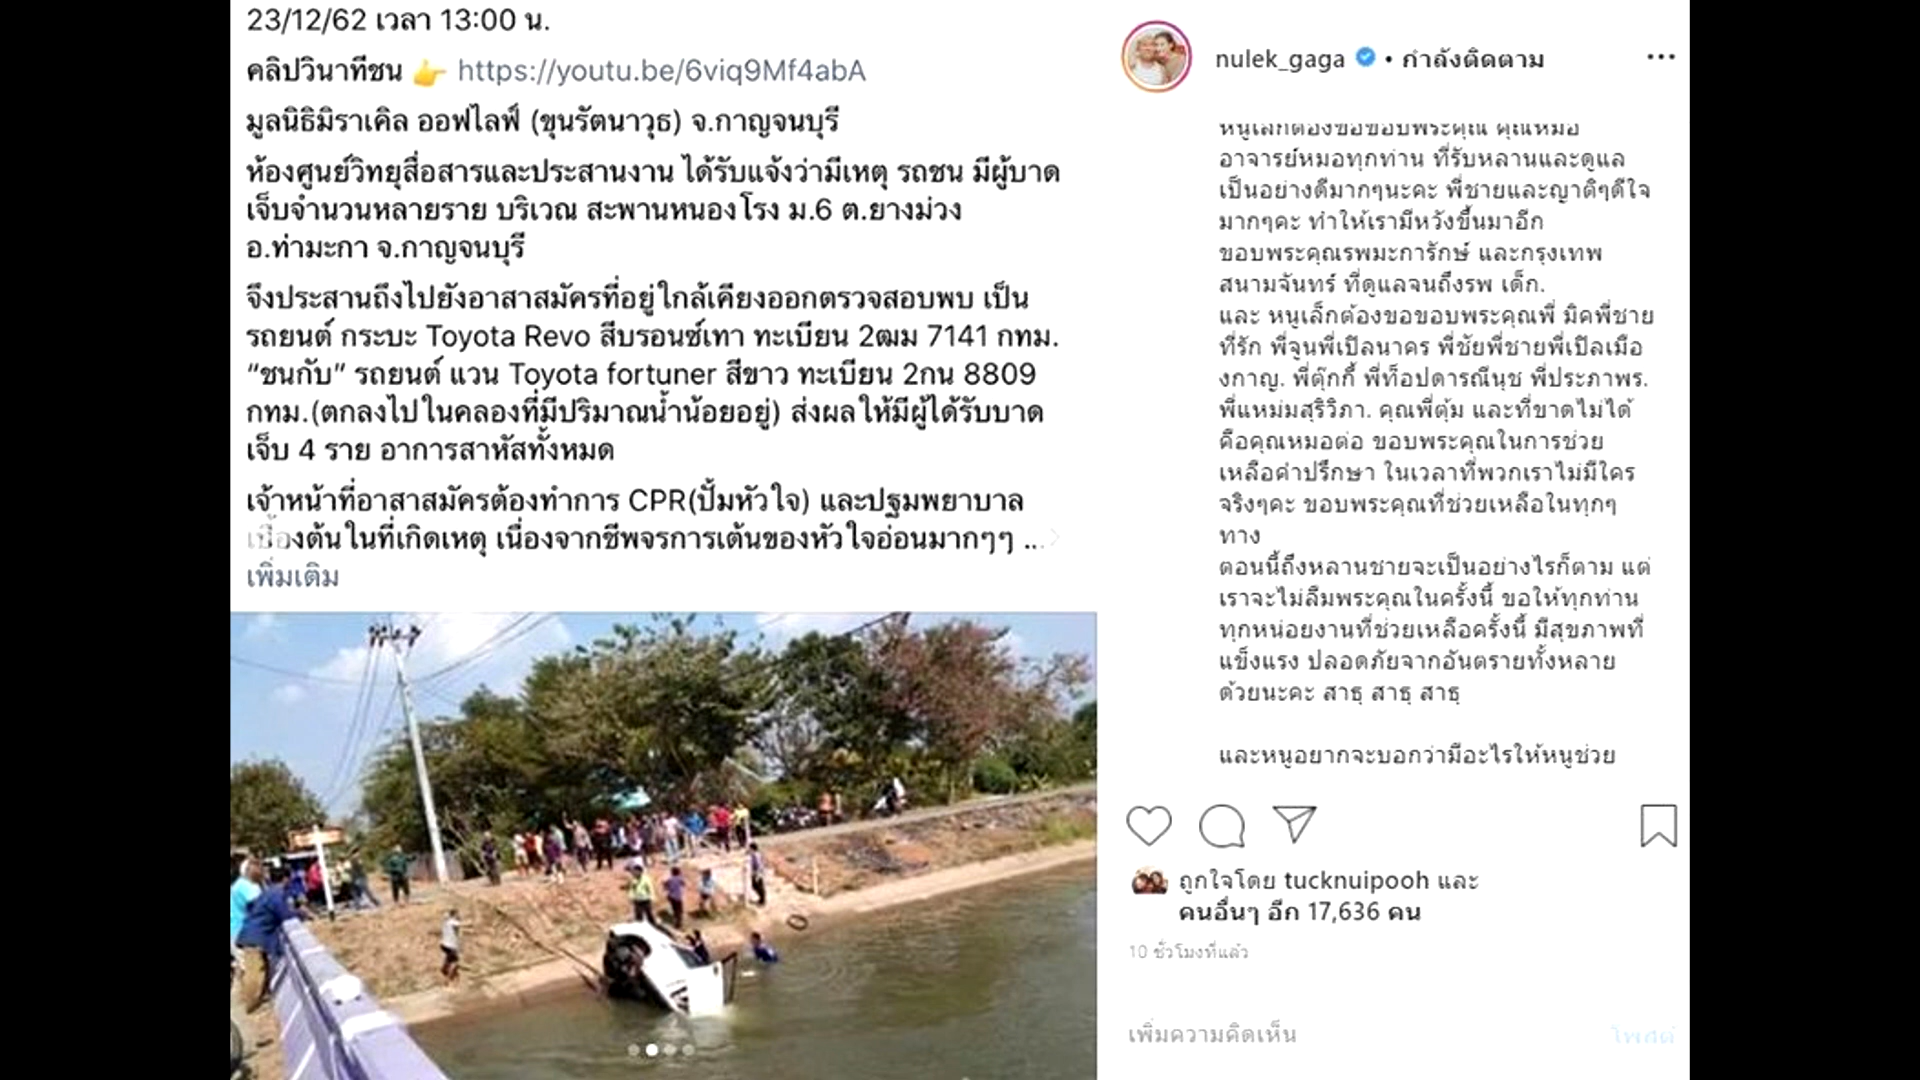 23/12/62 เวลา 13:00 น.
คลิปวินาทีชน 👉 https://youtu.be/6viq9Mf4abA
มูลนิธิมิราเคิล ออฟไลฟ์ (ขุนรัตนาวุธ) จ.กาญจนบุรี
ห้องศูนย์วิทยุสื่อสารและประสานงาน ได้รับแจ้งว่ามีเหตุ รถชน มีผู้บาด
เจ็บจำนวนหลายราย บริเวณ สะพานหนองโรง ม.6 ต.ยางม่วง
อ.ท่ามะกา จ.กาญจนบุรี
จึงประสานถึงไปยังอาสาสมัครที่อยู่ใกล้เคียงออกตรวจสอบพบ เป็น
รถยนต์ กระบะ Toyota Revo สีบรอนซ์เทา ทะเบียน 2ฒม 7141 กทม.
“ชนกับ” รถยนต์ แวน Toyota fortuner สีขาว ทะเบียน 2กน 8809
กทม.(ตกลงไปในคลองที่มีปริมาณน้ำน้อยอยู่) ส่งผลให้มีผู้ได้รับบาด
เจ็บ 4 ราย อาการสาหัสทั้งหมด
เจ้าหน้าที่อาสาสมัครต้องทำการ CPR(ปั้มหัวใจ) และปฐมพยาบาล
เบื้องต้นในที่เกิดเหตุ เนื่องจากชีพจรการเต้นของหัวใจอ่อนมากๆๆ ...
เพิ่มเติม
nulek_gaga • กำลังติดตาม
หนูเล็กต้องขอขอบพระคุณ คุณหมอ
อาจารย์หมอทุกท่าน ที่รับหลานและดูแล
เป็นอย่างดีมากๆนะคะ พี่ชายและญาติๆดีใจ
มากๆคะ ทำให้เรามีหวังขึ้นมาอีก
ขอบพระคุณรพมะการักษ์ และกรุงเทพ
สนามจันทร์ ที่ดูแลจนถึงรพ เด็ก.
และ หนูเล็กต้องขอขอบพระคุณพี่ มิคพี่ชาย
ที่รัก พี่จูนพี่เปิลนาคร พี่ชัยพี่ชายพี่เปิลเมือ
งกาญ. พี่ตุ๊กกี้ พี่ท็อปดารณีนุช พี่ประภาพร.
พี่แหม่มสุริวิภา. คุณพี่ตุ้ม และที่ขาดไม่ได้
คือคุณหมอต่อ ขอบพระคุณในการช่วย
เหลือคำปรึกษา ในเวลาที่พวกเราไม่มีใคร
จริงๆคะ ขอบพระคุณที่ช่วยเหลือในทุกๆ
ทาง
ตอนนี้ถึงหลานชายจะเป็นอย่างไรก็ตาม แต่
เราจะไม่ลืมพระคุณในครั้งนี้ ขอให้ทุกท่าน
ทุกหน่อยงานที่ช่วยเหลือครั้งนี้ มีสุขภาพที่
แข็งแรง ปลอดภัยจากอันตรายทั้งหลาย
ด้วยนะคะ สาธุ สาธุ สาธุ
และหนูอยากจะบอกว่ามีอะไรให้หนูช่วย
ถูกใจโดย tucknuipooh และ
คนอื่นๆ อีก 17,636 คน
10 ชั่วโมงที่แล้ว
เพิ่มความคิดเห็น
โพสต์